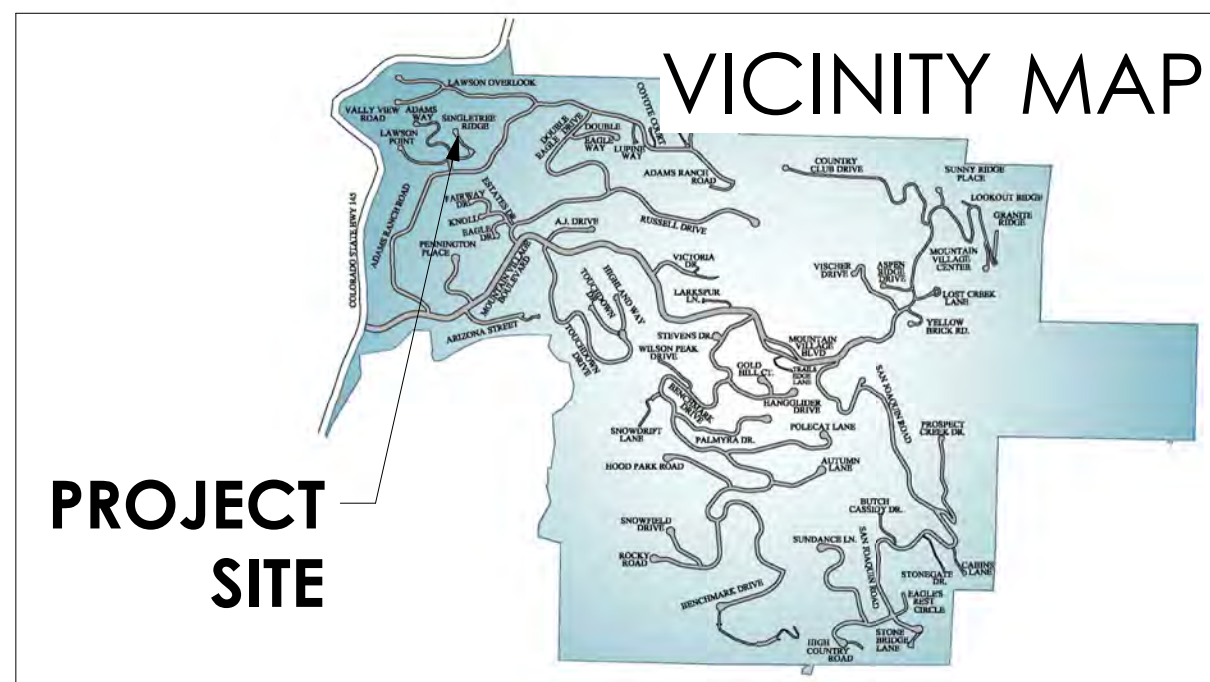 VICINITY MAP
LAWSON OVERLOOK
VALLY VIEW
ROAD
ADAMS
WAY
SINGLETREE
RIDGE
LAWSON
POINT
COYOTE COURT
DOUBLE
EAGLE DRIVE
DOUBLE
EAGLE
WAY
LUPINE
WAY
ADAMS RANCH
ROAD
COUNTRY
CLUB DRIVE
SUNNY RIDGE
PLACE
LOOKOUT RIDGE
GRANITE
RIDGE
MOUNTAIN
VILLAGE
CENTER
COLORADO STATE HWY 145
ADAMS RANCH ROAD
ESTATES DR.
FAIRWAY
DR.
KNOLL
EAGLE
DR.
PENNINGTON
PLACE
A.J. DRIVE
RUSSELL DRIVE
MOUNTAIN VILLAGE
BOULEVARD
ARIZONA STREET
VICTORIA
DR.
LARKSPUR
LN.
VISCHER
DRIVE
ASPEN
RIDGE
DRIVE
LOST CREEK
LANE
YELLOW
BRICK RD.
TOUCHDOWN
DR.
HIGHLAND WAY
TOUCHDOWN
DRIVE
STEVENS DR.
WILSON PEAK
DRIVE
MOUNTAIN
VILLAGE
BLVD
TRAILS
EDGE
LANE
GOLD
HILL CT.
HANGGLIDER
DRIVE
BENCHMARK
DRIVE
SAN JOAQUIN ROAD
PROSPECT
CREEK DR.
SNOWDRIFT
LANE
PALMYRA DR.
POLECAT LANE
HOOD PARK ROAD
AUTUMN
LANE
PROJECT
SITE
SNOWFIELD
DRIVE
ROCKY
ROAD
BENCHMARK DRIVE
BUTCH
CASSIDY DR.
SUNDANCE LN.
SAN JOAQUIN ROAD
STONEGATE
DR.
CABINS
LANE
EAGLE'S
REST
CIRCLE
HIGH
COUNTRY
ROAD
STONE
BRIDGE
LANE